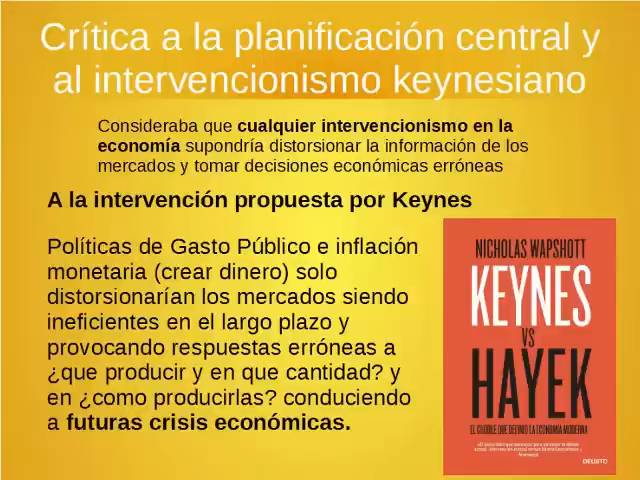 Crítica a la planificación central y
al intervencionismo keynesiano
Consideraba que cualquier intervencionismo en la
economía supondría distorsionar la información de los
mercados y tomar decisiones económicas erróneas
A la intervención propuesta por Keynes
Políticas de Gasto Público e inflación
monetaria (crear dinero) solo
distorsionarían los mercados siendo
ineficientes en el largo plazo y
provocando respuestas erróneas a
¿que producir y en que cantidad? y
en ¿como producirlas? conduciendo
a futuras crisis económicas.
NICHOLAS WAPSHOTT
KEYNES
VS
HAYEK
EL CHOQUE QUE DEFINIÓ LA ECONOMÍA MODERNA
DEUSTO